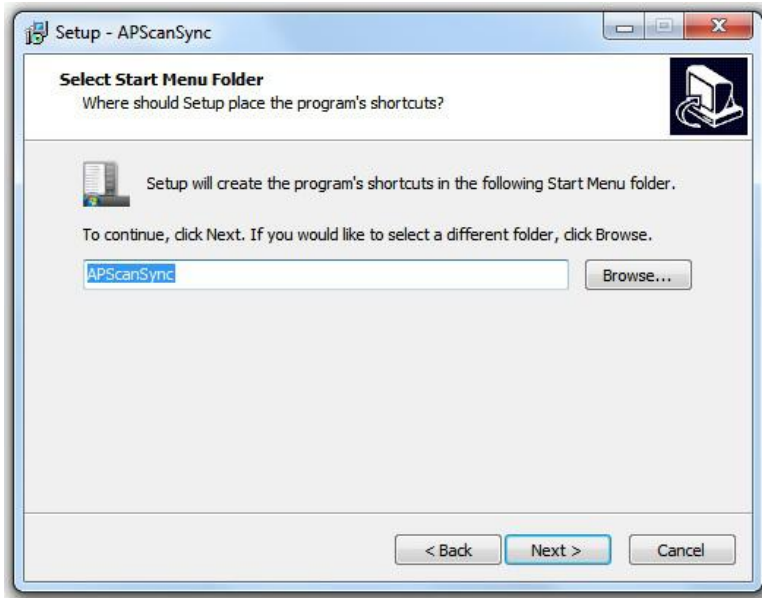 Setup - APScanSync
Select Start Menu Folder
Where should Setup place the program's shortcuts?
Setup will create the program's shortcuts in the following Start Menu folder.
To continue, click Next. If you would like to select a different folder, click Browse.
APScanSync
Browse...
< Back
Next >
Cancel